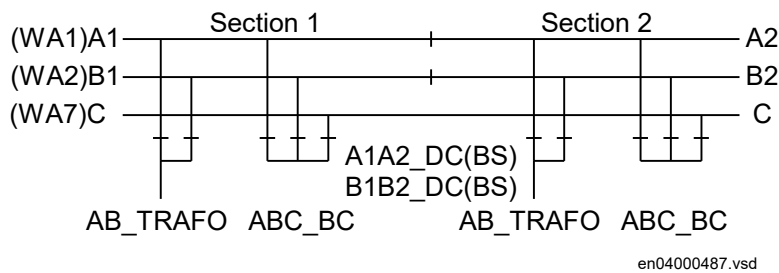 Section 1 Section 2
(WA1)A1 A2
(WA2)B1 B2
(WA7)C C
A1A2_DC(BS)
B1B2_DC(BS)
AB_TRAFO ABC_BC AB_TRAFO ABC_BC
en04000487.vsd